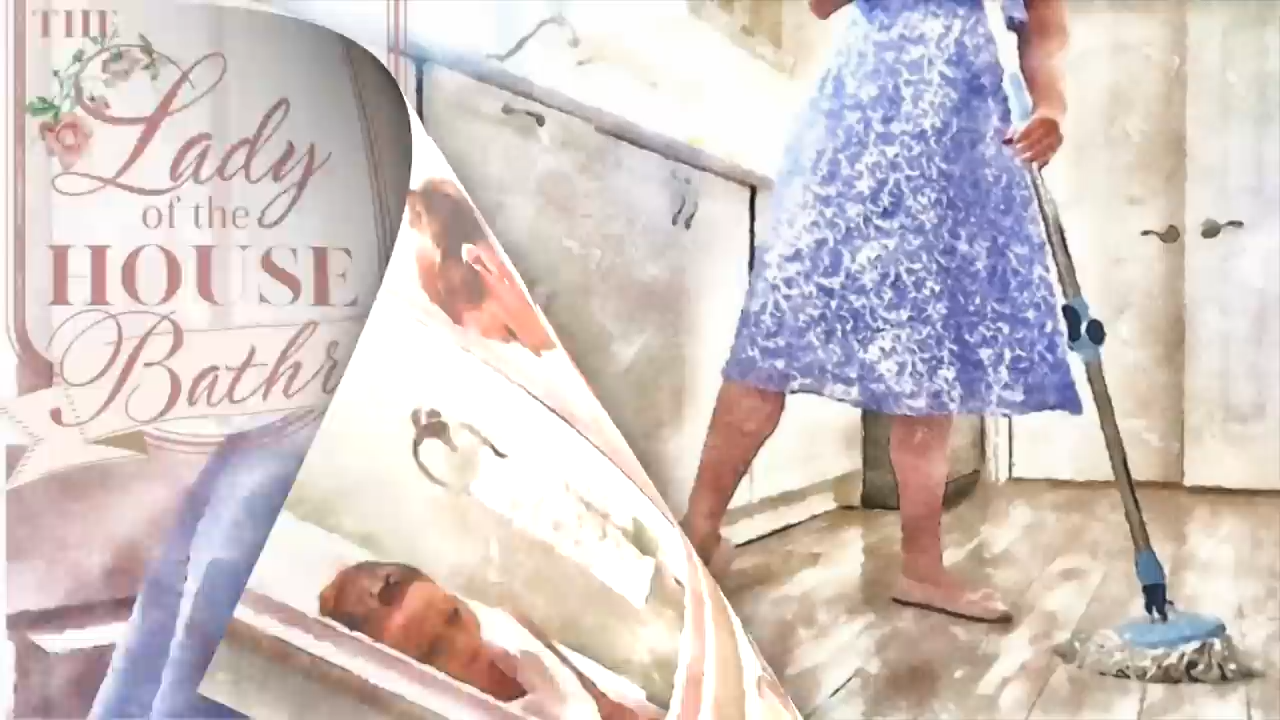 THE
Lady
of the
HOUSE
Bathr